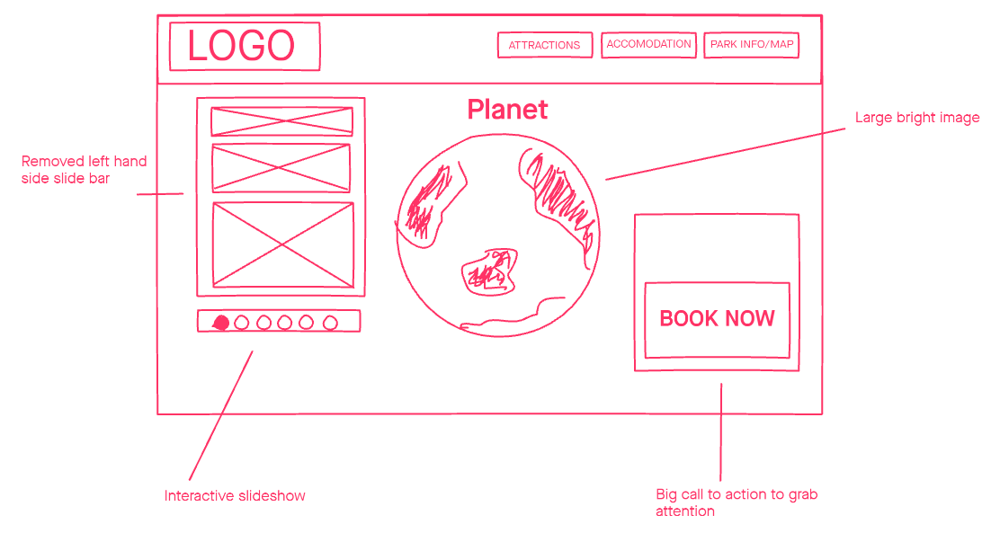 LOGO
ATTRACTIONS
ACCOMODATION
PARK INFO/MAP
Planet
Large bright image
Removed left hand
side slide bar
BOOK NOW
Interactive slideshow
Big call to action to grab
attention